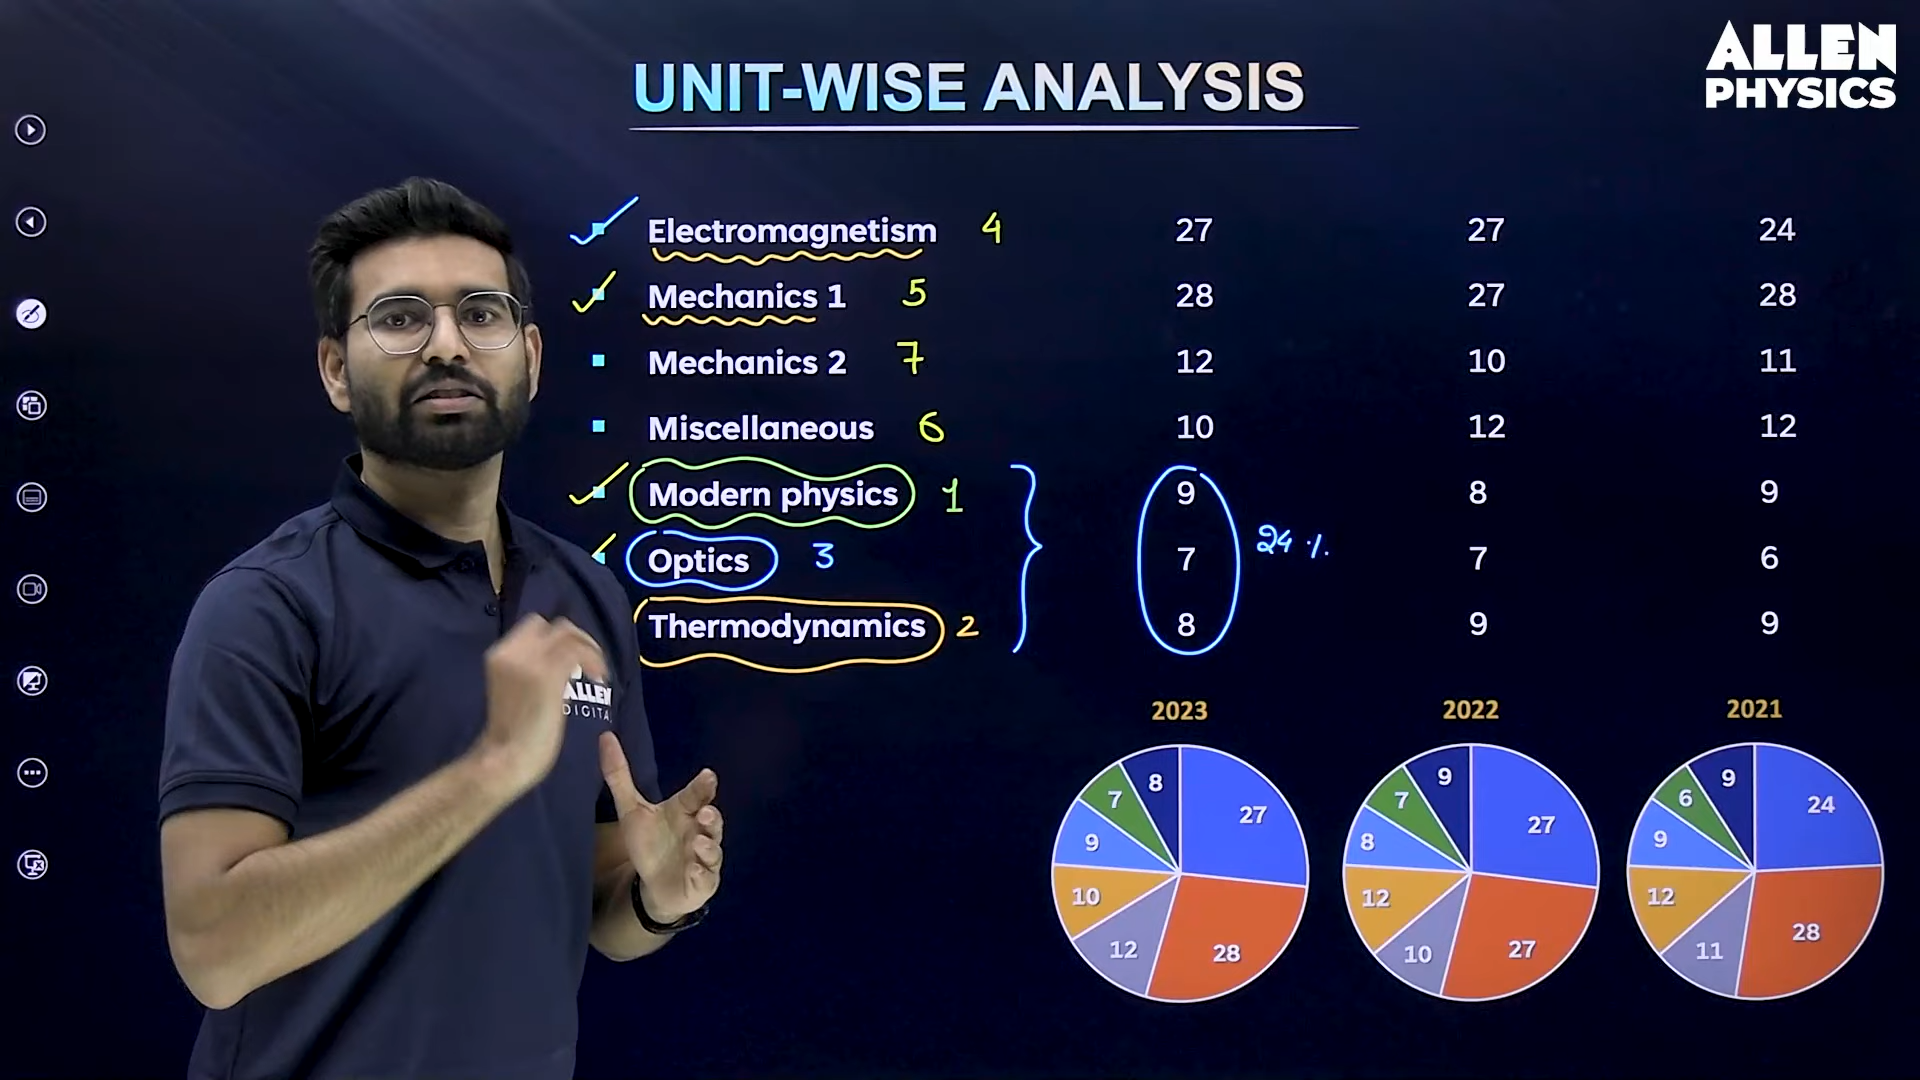 ALLEN
PHYSICS
UNIT-WISE ANALYSIS
Electromagnetism 4 27 27 24
Mechanics 1 5 28 27 28
Mechanics 2 7 12 10 11
Miscellaneous 6 10 12 12
Modern physics 1 9 8 9
Optics 3 7 7 6
24 %.
Thermodynamics 2 8 9 9
ALLEN
DIGITA
2023 2022 2021
8 27 9 27 9 24
7 7 6
9 8 9
10 12 12
12 28 10 27 11 28